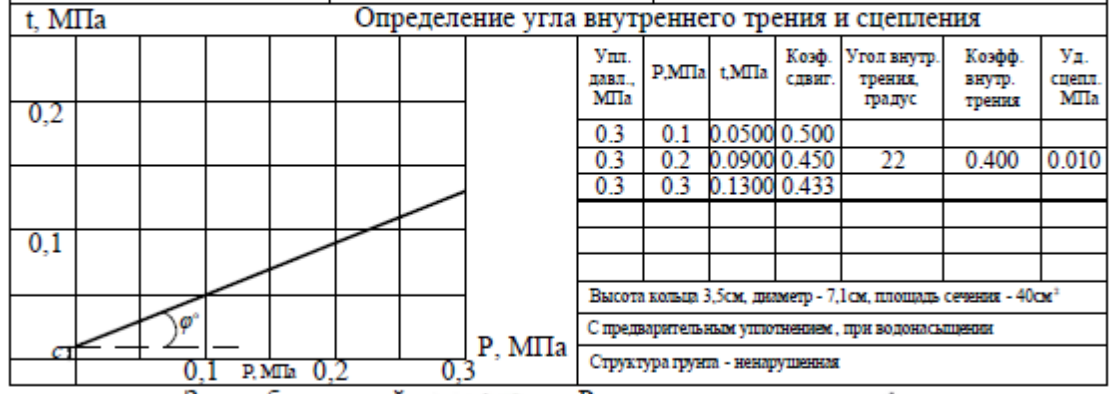 t, МПа
Определение угла внутреннего трения и сцепления
0,2
0,1
φ°
c
P, МПа
0,1 P, МПа 0,2 0,3
Упл. давл., МПа P,МПа t,МПа Коэф. сдвиг. Угол внутр. трения, градус Коэфф. внутр. трения Уд. сцепл. МПа
0.3 0.1 0.0500 0.500
0.3 0.2 0.0900 0.450 22 0.400 0.010
0.3 0.3 0.1300 0.433
Высота кольца 3,5см, диаметр - 7,1см, площадь сечения - 40см²
С предварительным уплотнением, при водонасыщении
Структура грунта - ненарушенная